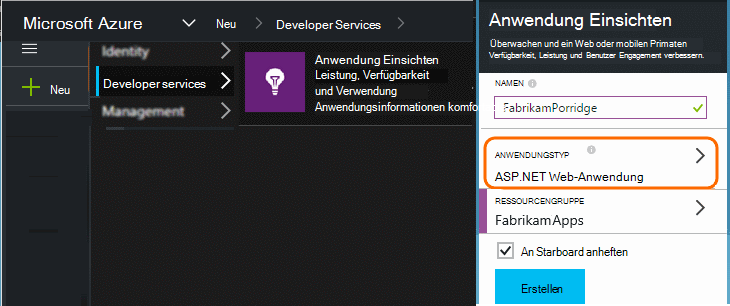 Microsoft Azure
Neu
Developer Services
Neu
Identity
Developer services
Management
Anwendung Einsichten
Leistung, Verfügbarkeit
und Verwendung
Anwendungsinformationen komfo
Anwendung Einsichten
Überwachen und ein Web oder mobilen Primaten
Verfügbarkeit, Leistung und Benutzer Engagement verbessern.
NAMEN
FabrikamPorridge
ANWENDUNGSTYP
ASP.NET Web-Anwendung
RESSOURCENGRUPPE
FabrikamApps
An Starboard anheften
Erstellen